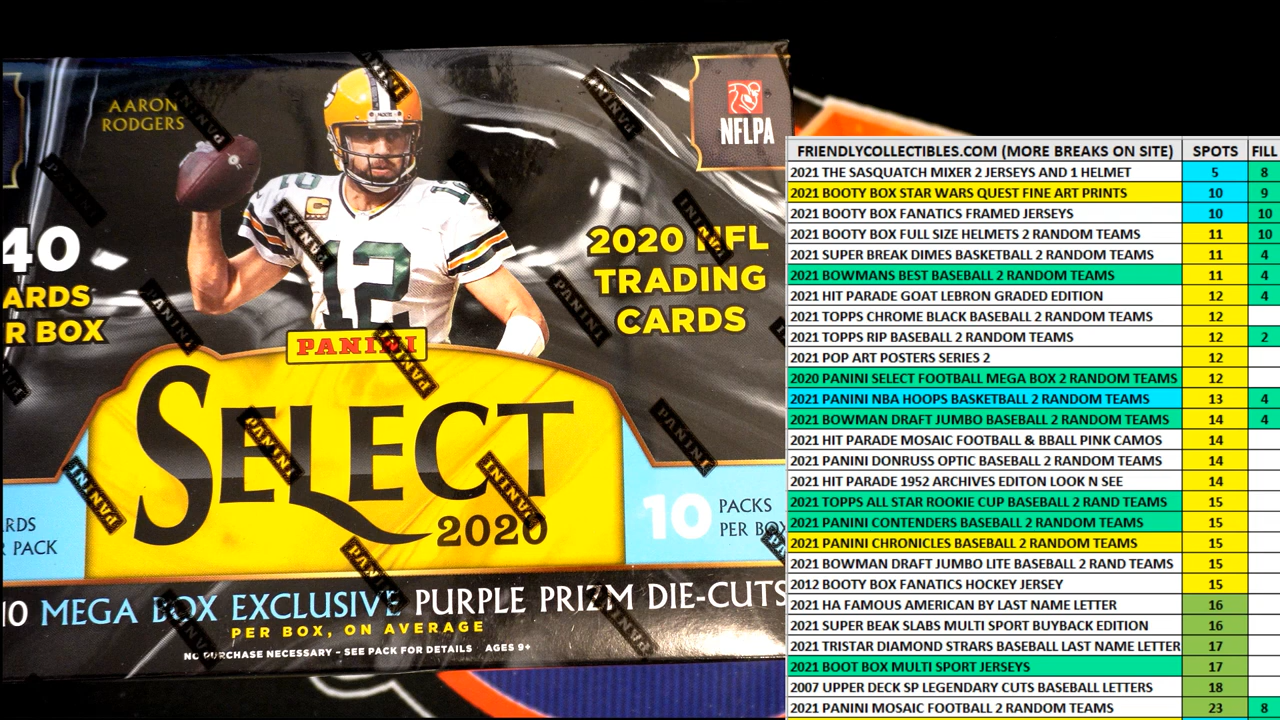 AARON
RODGERS
NFLPA
40
ARDS
R BOX
2020 NFL
TRADING
CARDS
PANINI
SELECT
2020
RDS
PACK
10 PACKS
PER BOX
10 MEGA BOX EXCLUSIVE PURPLE PRIZM DIE-CUTS
PER BOX, ON AVERAGE
NO PURCHASE NECESSARY – SEE PACK FOR DETAILS AGES 9+
FRIENDLYCOLLECTIBLES.COM (MORE BREAKS ON SITE) SPOTS FILL
2021 THE SASQUATCH MIXER 2 JERSEYS AND 1 HELMET 5 8
2021 BOOTY BOX STAR WARS QUEST FINE ART PRINTS 10 9
2021 BOOTY BOX FANATICS FRAMED JERSEYS 10 10
2021 BOOTY BOX FULL SIZE HELMETS 2 RANDOM TEAMS 11 10
2021 SUPER BREAK DIMES BASKETBALL 2 RANDOM TEAMS 11 4
2021 BOWMANS BEST BASEBALL 2 RANDOM TEAMS 11 4
2021 HIT PARADE GOAT LEBRON GRADED EDITION 12 4
2021 TOPPS CHROME BLACK BASEBALL 2 RANDOM TEAMS 12
2021 TOPPS RIP BASEBALL 2 RANDOM TEAMS 12 2
2021 POP ART POSTERS SERIES 2 12
2020 PANINI SELECT FOOTBALL MEGA BOX 2 RANDOM TEAMS 12
2021 PANINI NBA HOOPS BASKETBALL 2 RANDOM TEAMS 13 4
2021 BOWMAN DRAFT JUMBO BASEBALL 2 RANDOM TEAMS 14 4
2021 HIT PARADE MOSAIC FOOTBALL & BBALL PINK CAMOS 14
2021 PANINI DONRUSS OPTIC BASEBALL 2 RANDOM TEAMS 14
2021 HIT PARADE 1952 ARCHIVES EDITON LOOK N SEE 14
2021 TOPPS ALL STAR ROOKIE CUP BASEBALL 2 RAND TEAMS 15
2021 PANINI CONTENDERS BASEBALL 2 RANDOM TEAMS 15
2021 PANINI CHRONICLES BASEBALL 2 RANDOM TEAMS 15
2021 BOWMAN DRAFT JUMBO LITE BASEBALL 2 RAND TEAMS 15
2012 BOOTY BOX FANATICS HOCKEY JERSEY 15
2021 HA FAMOUS AMERICAN BY LAST NAME LETTER 16
2021 SUPER BEAK SLABS MULTI SPORT BUYBACK EDITION 16
2021 TRISTAR DIAMOND STRARS BASEBALL LAST NAME LETTER 17
2021 BOOT BOX MULTI SPORT JERSEYS 17
2007 UPPER DECK SP LEGENDARY CUTS BASEBALL LETTERS 18
2021 PANINI MOSAIC FOOTBALL 2 RANDOM TEAMS 23 8